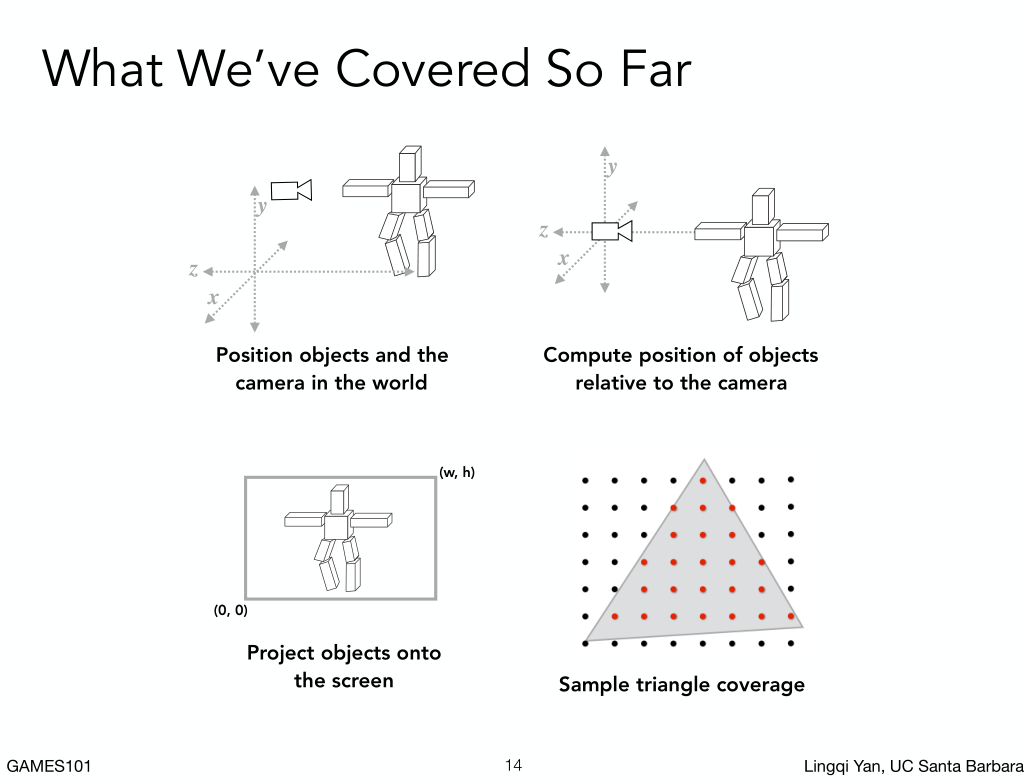 What We've Covered So Far
y
z
x
Position objects and the
camera in the world
y
z
x
Compute position of objects
relative to the camera
(w, h)
(0, 0)
Project objects onto
the screen
Sample triangle coverage
GAMES101
14
Lingqi Yan, UC Santa Barbara